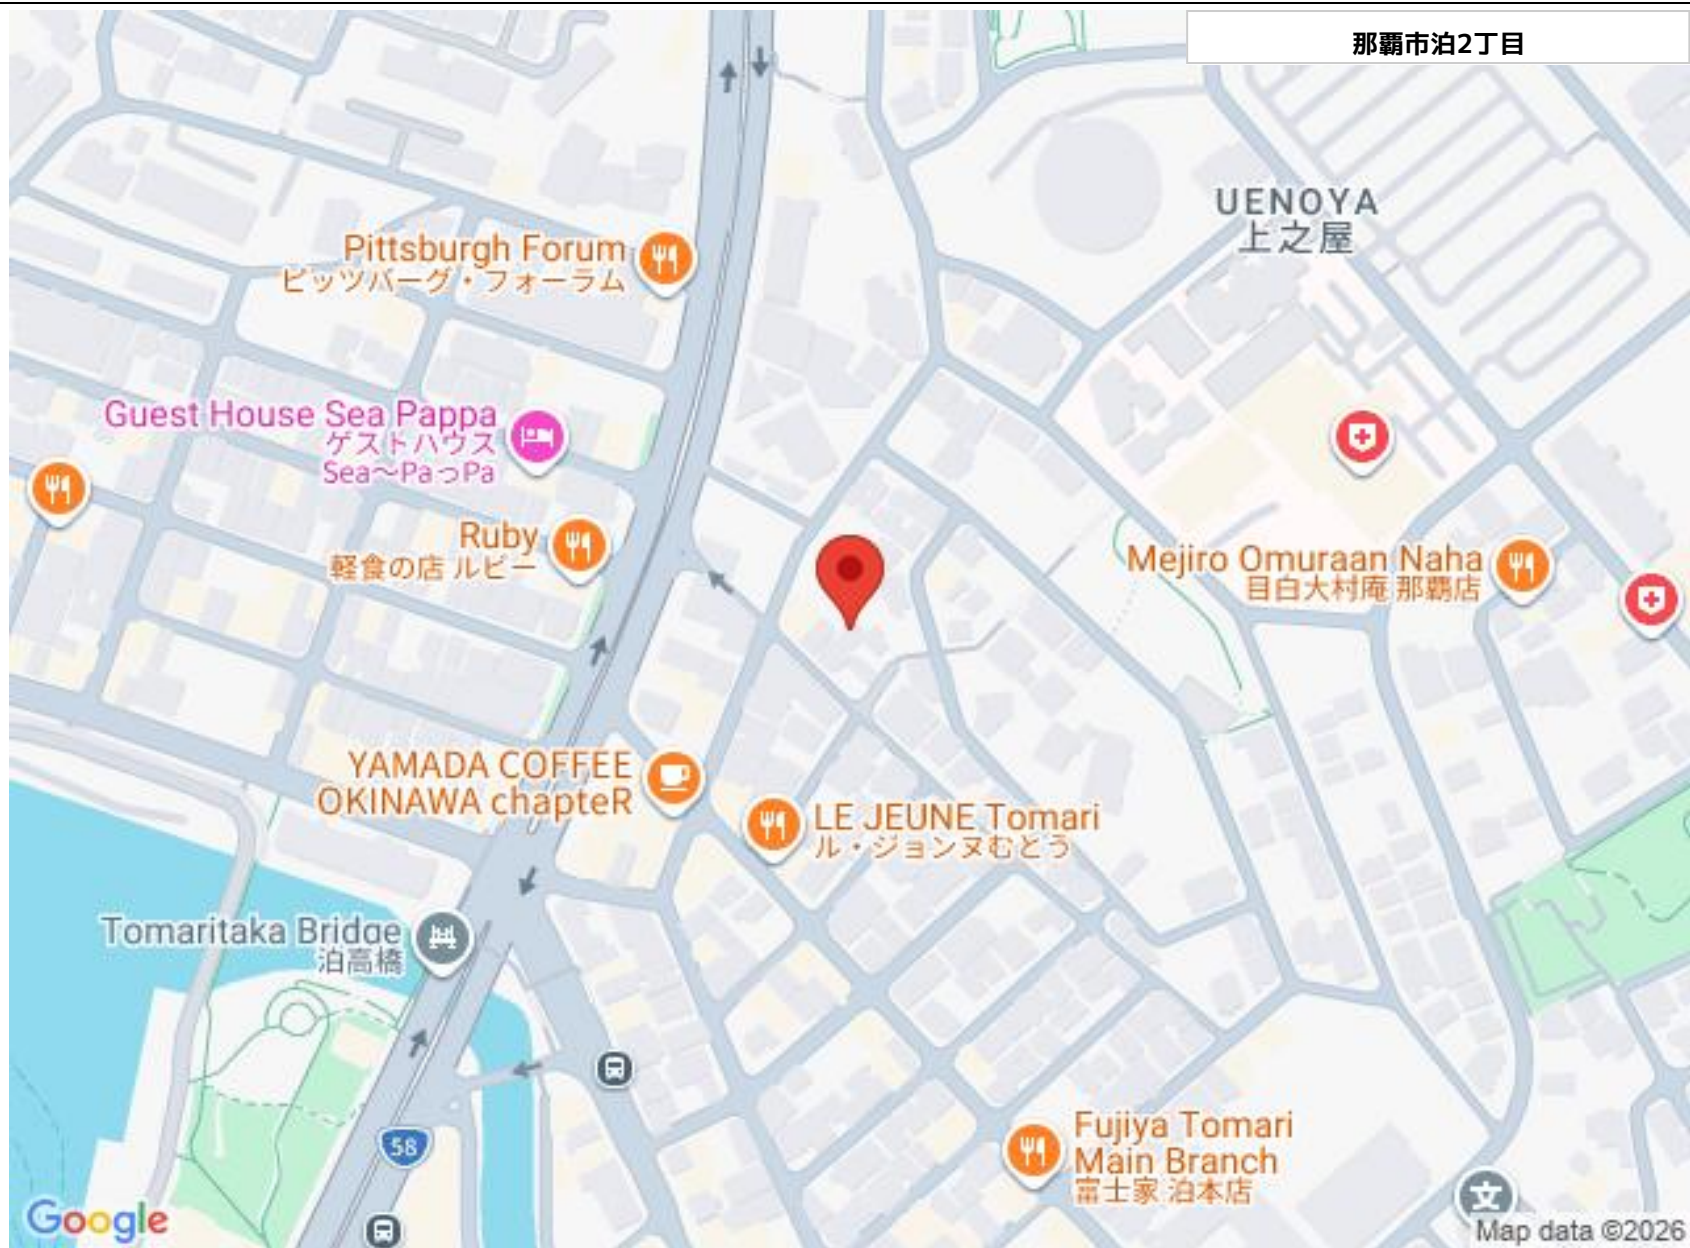 那覇市泊2丁目
UENOYA
上之屋
Pittsburgh Forum
ピッツバーグ・フォーラム
Guest House Sea Pappa
ゲストハウス
Sea～PaっPa
Ruby
軽食の店 ルビー
Mejiro Omuraan Naha
目白大村庵 那覇店
YAMADA COFFEE
OKINAWA chapteR
LE JEUNE Tomari
ル・ジョンヌむとう
Tomaritaka Bridge
泊高橋
58
Fujiya Tomari
Main Branch
富士家 泊本店
文
Google
Map data ©2026